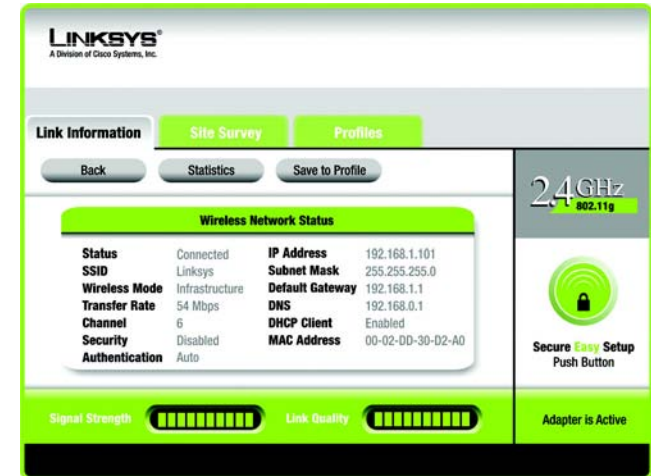 LINKSYS®
A Division of Cisco Systems, Inc.
Link Information Site Survey Profiles
Back Statistics Save to Profile
2.4 GHz
802.11g
Wireless Network Status
Status Connected IP Address 192.168.1.101
SSID Linksys Subnet Mask 255.255.255.0
Wireless Mode Infrastructure Default Gateway 192.168.1.1
Transfer Rate 54 Mbps DNS 192.168.0.1
Channel 6 DHCP Client Enabled
Security Disabled MAC Address 00-02-DD-30-D2-A0
Authentication Auto
Secure Easy Setup
Push Button
Signal Strength Link Quality Adapter is Active